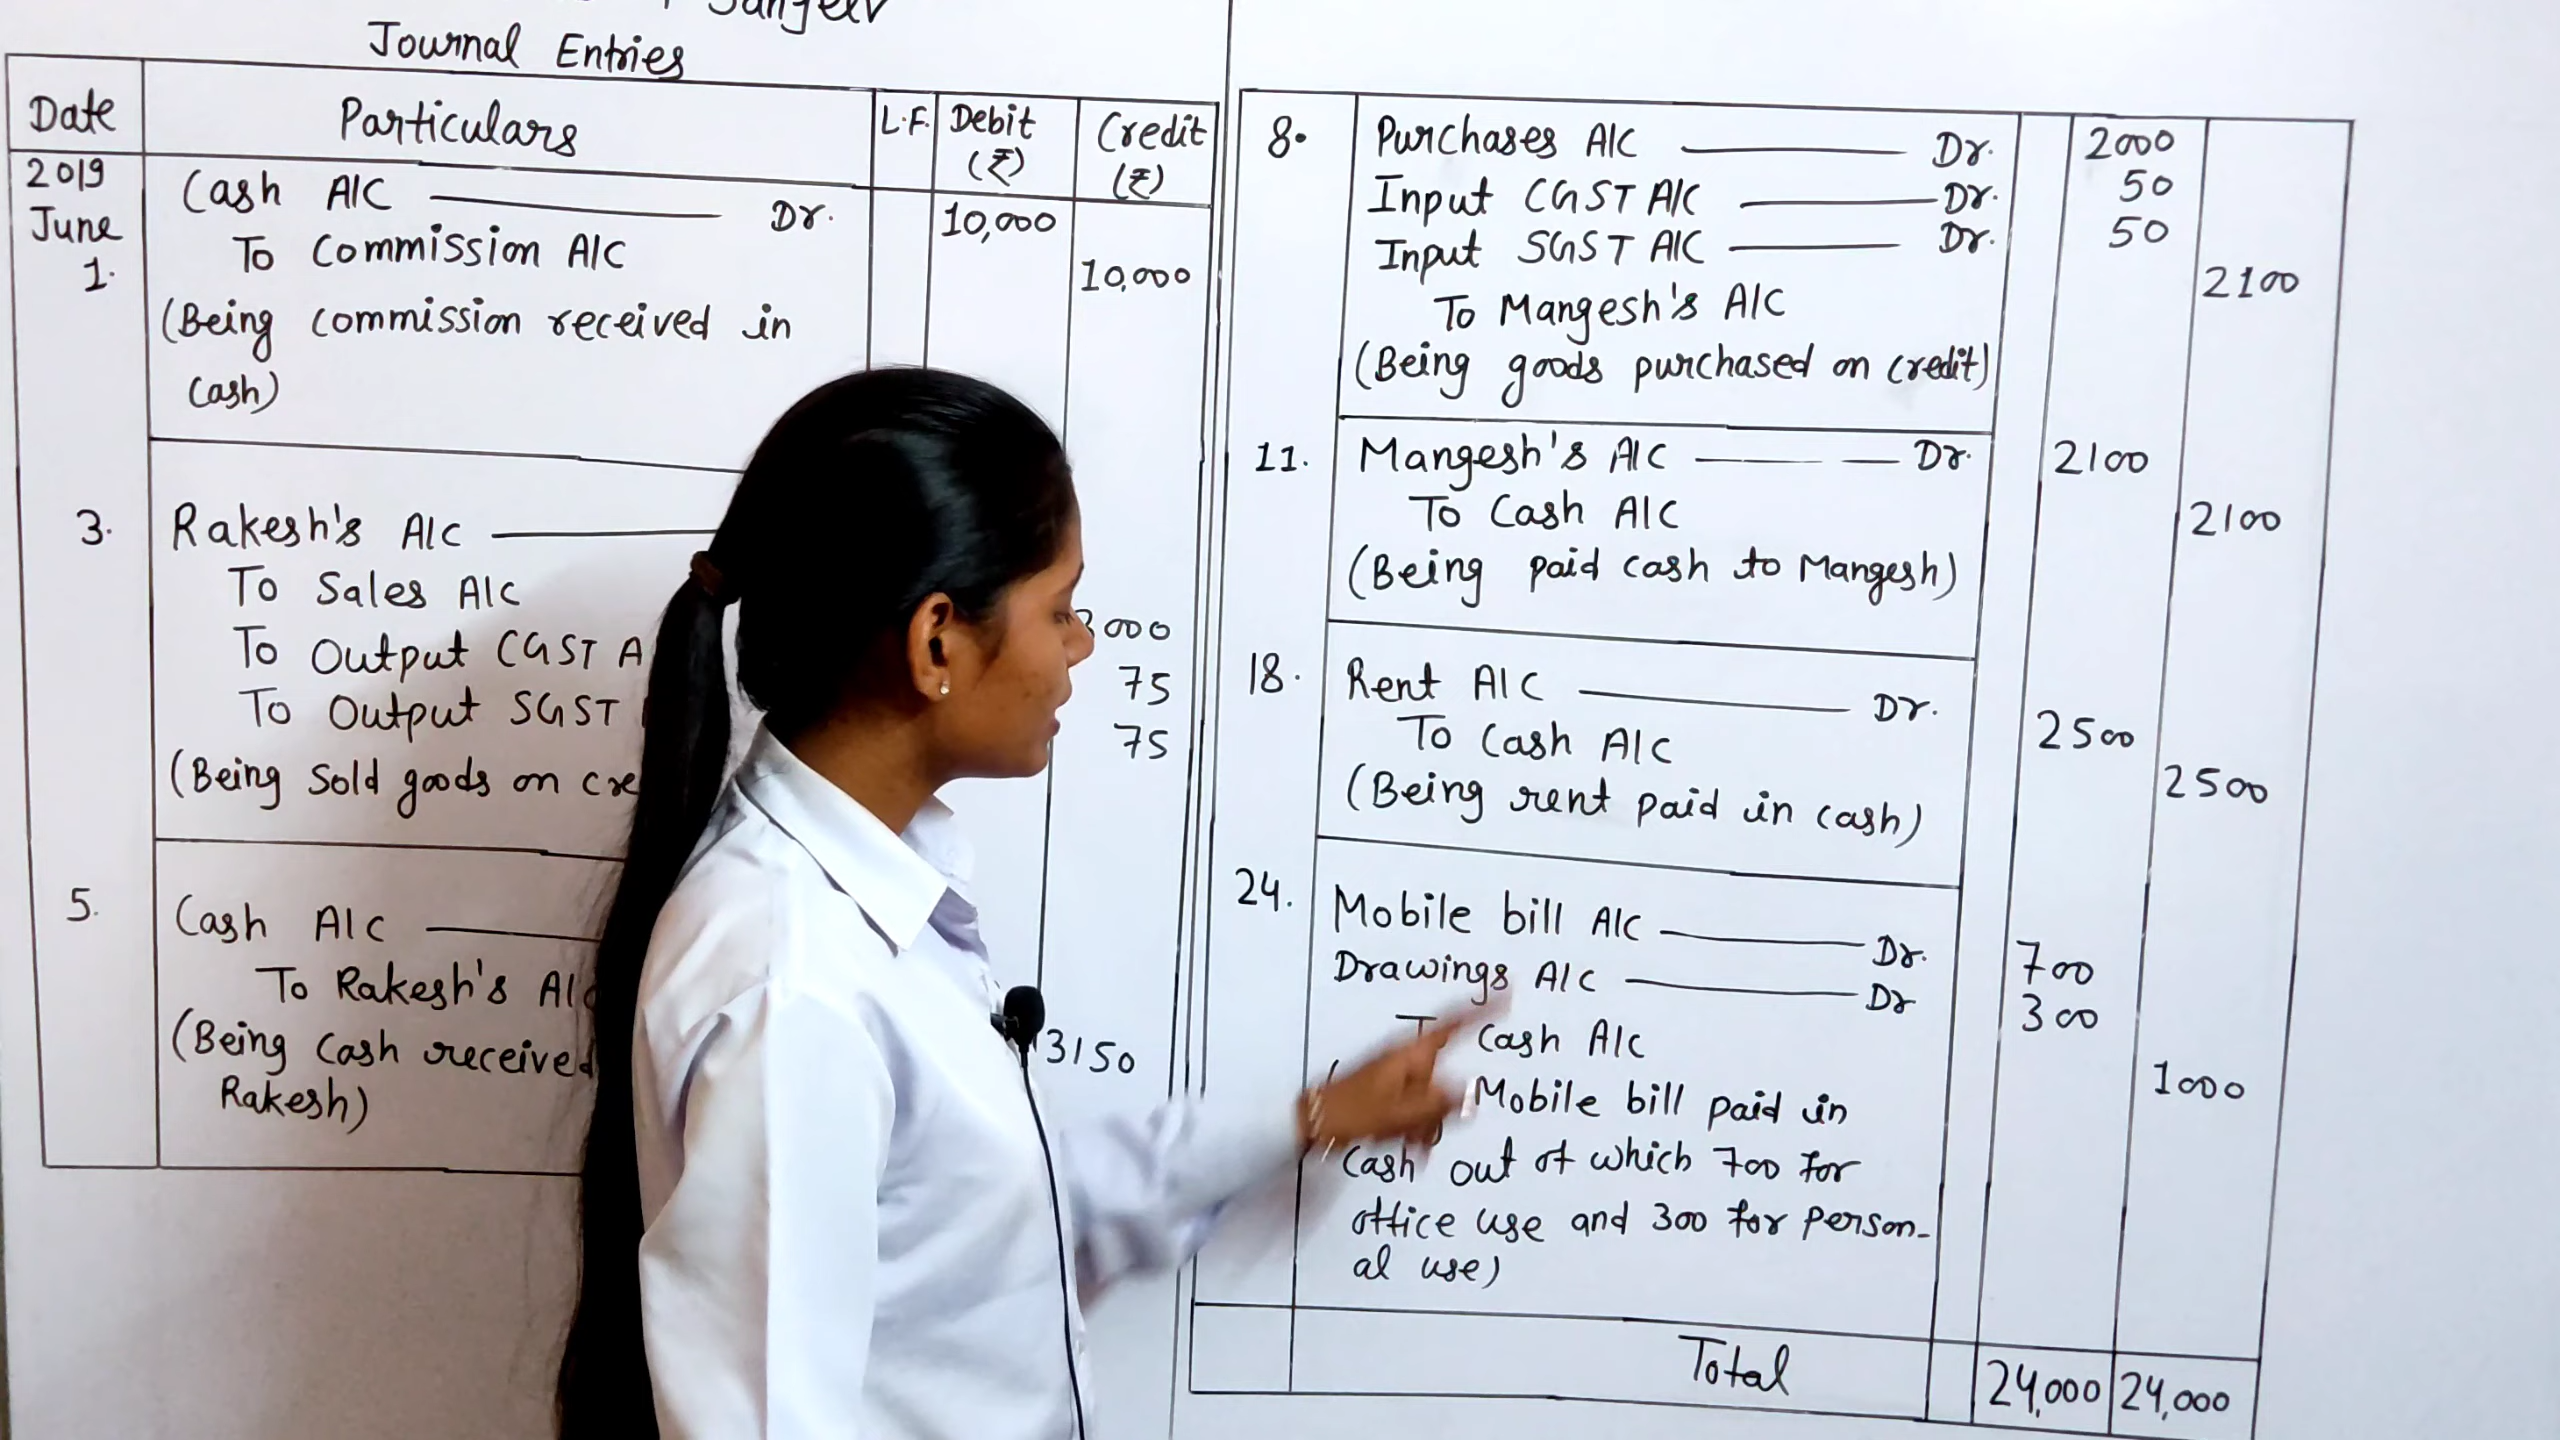 Sanjeev
Journal Entries
Date Particulars L.F. Debit (₹) Credit (₹)
2019
June
1.
Cash A/C Dr. 10,000
To Commission A/C 10,000
(Being commission received in
cash)
3. Rakesh's A/C
To Sales A/C 3000
To Output CGST A 75
To Output SGST 75
(Being Sold goods on cre
5. Cash A/C
To Rakesh's A/C 3150
(Being Cash received
Rakesh)
8. Purchases A/C Dr. 2000
Input CGST A/C Dr. 50
Input SGST A/C Dr. 50
To Mangesh's A/C 2100
(Being goods purchased on credit)
11. Mangesh's A/C Dr. 2100
To Cash A/C 2100
(Being paid cash to Mangesh)
18. Rent A/C Dr. 2500
To Cash A/C 2500
(Being rent paid in cash)
24. Mobile bill A/C Dr. 700
Drawings A/C Dr 300
Cash A/C 1000
Mobile bill paid in
Cash out of which 700 for
office use and 300 for person-
al use)
Total 24,000 24,000